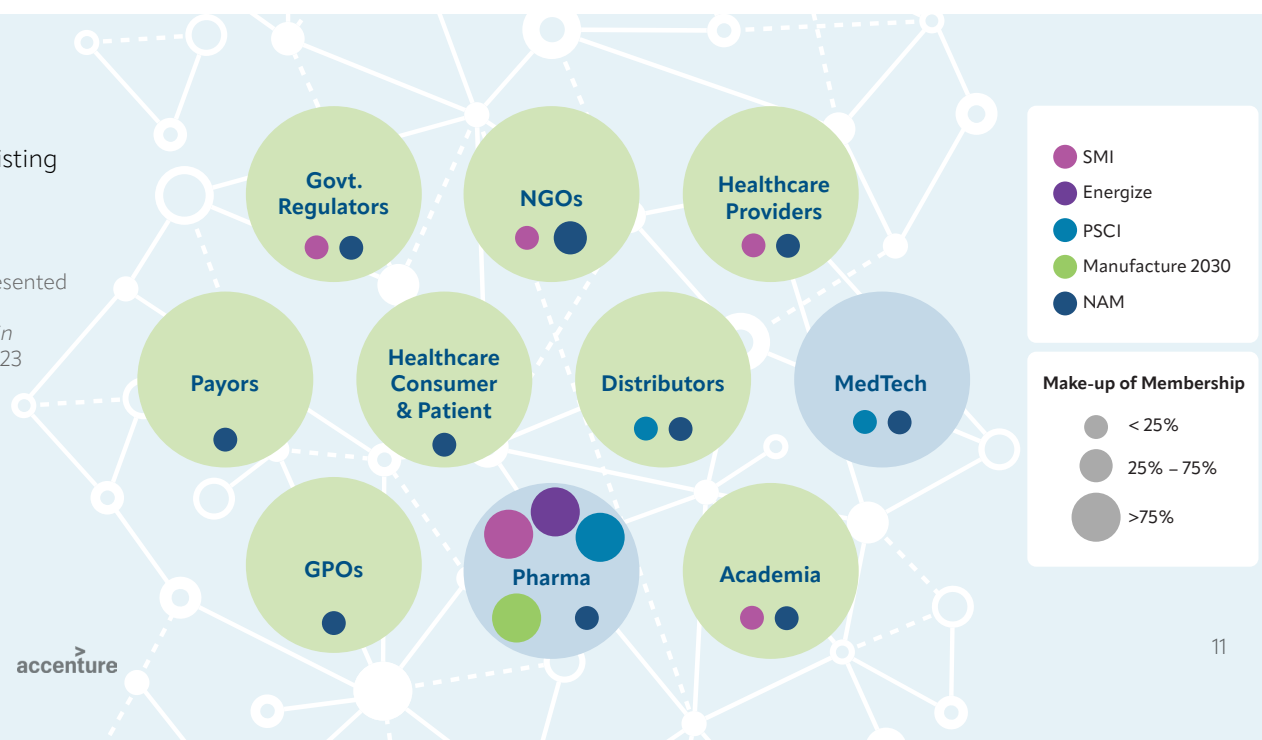 isting
esented
in
23
Govt.
Regulators
NGOs
Healthcare
Providers
Payors
Healthcare
Consumer
& Patient
Distributors
MedTech
GPOs
Pharma
Academia
SMI
Energize
PSCI
Manufacture 2030
NAM
Make-up of Membership
< 25%
25% – 75%
>75%
accenture
11